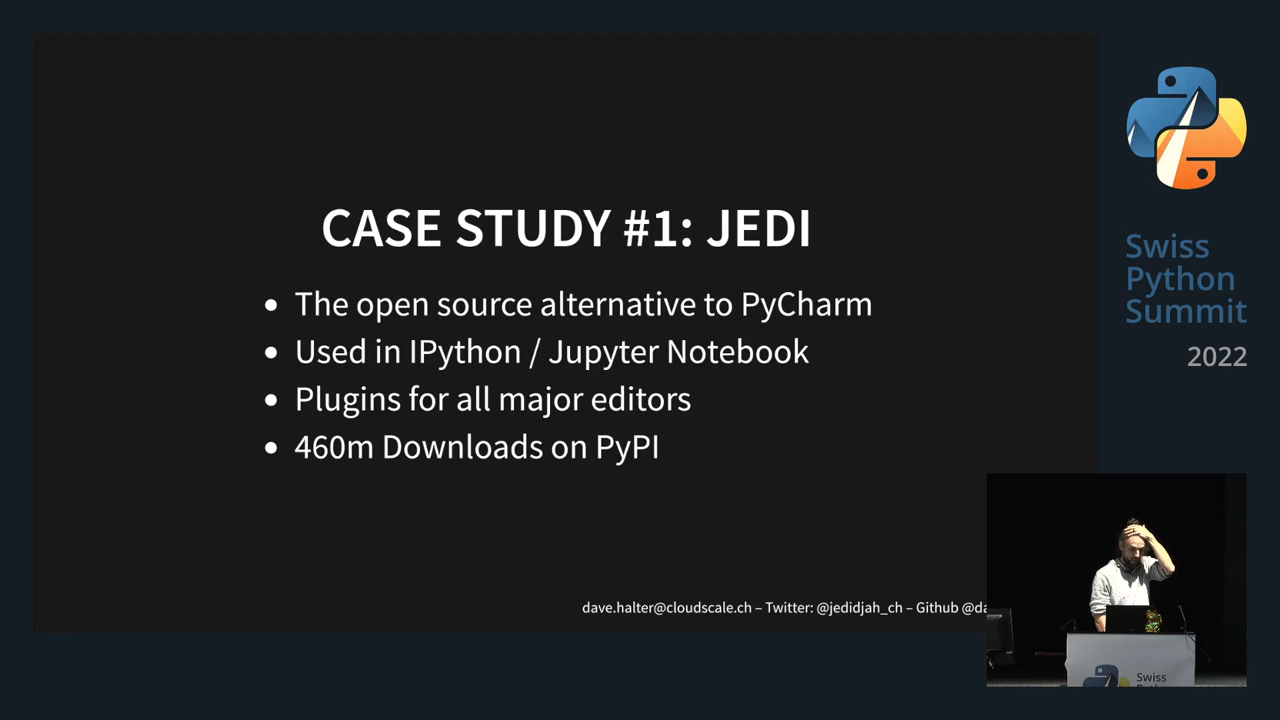 CASE STUDY #1: JEDI
The open source alternative to PyCharm
Used in IPython / Jupyter Notebook
Plugins for all major editors
460m Downloads on PyPI
dave.halter@cloudscale.ch – Twitter: @jedidjah_ch – Github @da
Swiss
Python
Summit
2022
Swiss